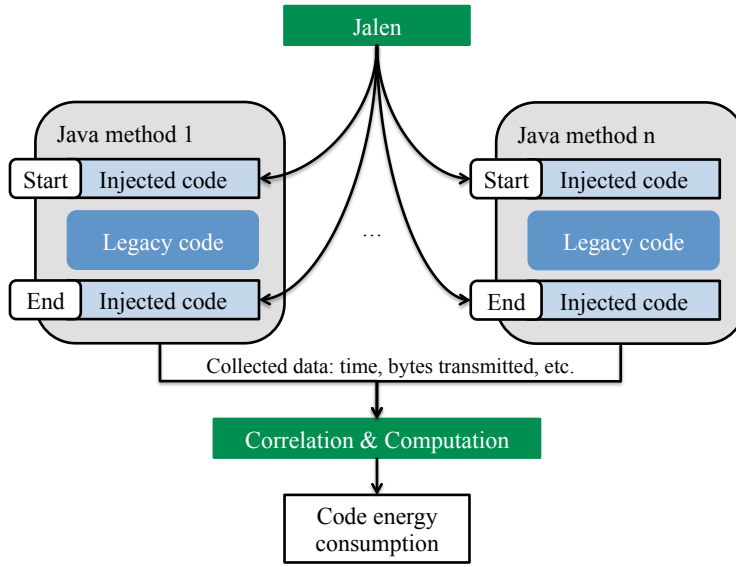 Jalen
Java method 1
Start
Injected code
Legacy code
End
Injected code
...
Java method n
Start
Injected code
Legacy code
End
Injected code
Collected data: time, bytes transmitted, etc.
Correlation & Computation
Code energy
consumption